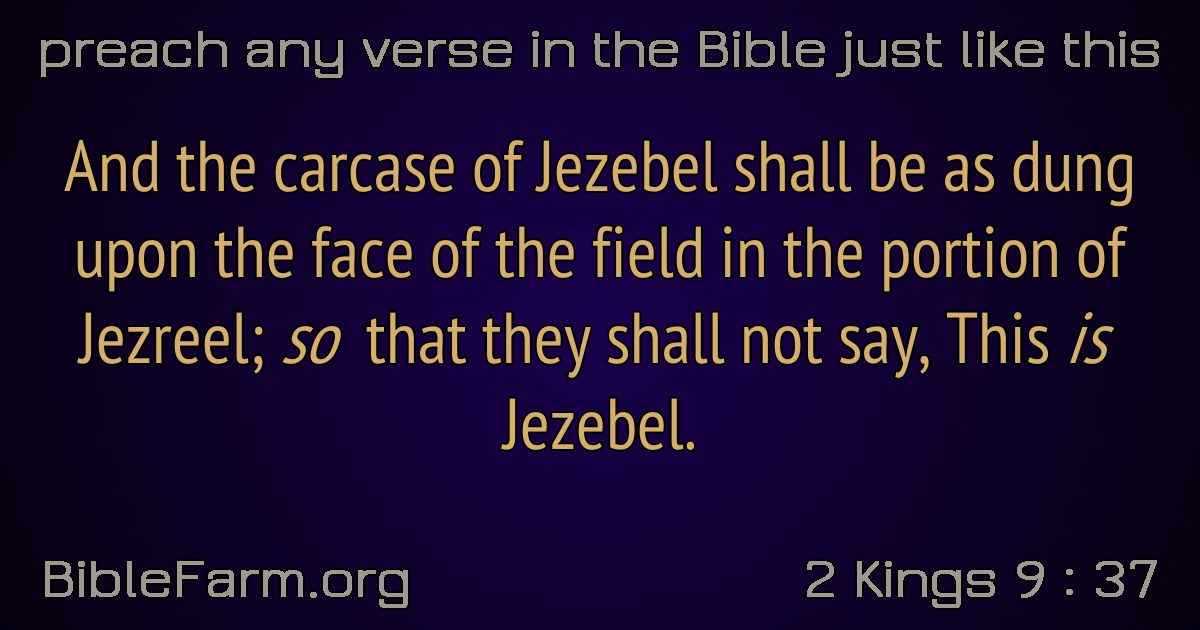 preach any verse in the Bible just like this
And the carcase of Jezebel shall be as dung
upon the face of the field in the portion of
Jezreel; so that they shall not say, This is
Jezebel.
BibleFarm.org
2 Kings 9 : 37